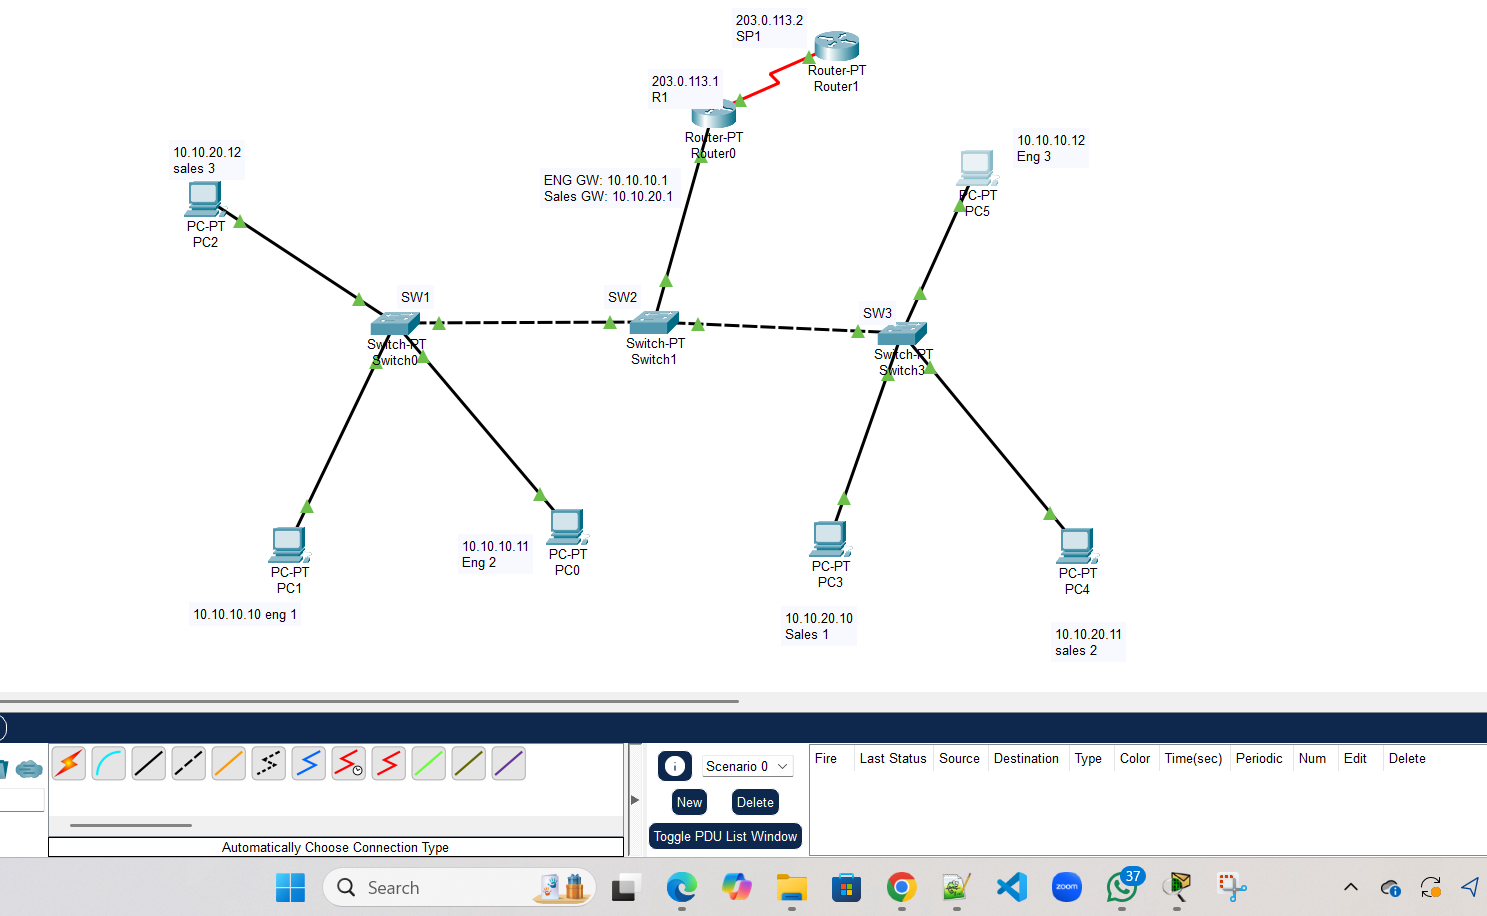 203.0.113.2
SP1
Router-PT
Router1
203.0.113.1
R1
Router-PT
Router0
10.10.20.12
sales 3
PC-PT
PC2
ENG GW: 10.10.10.1
Sales GW: 10.10.20.1
10.10.10.12
Eng 3
PC-PT
PC5
SW1
Switch-PT
Switch0
SW2
Switch-PT
Switch1
SW3
Switch-PT
Switch3
PC-PT
PC1
10.10.10.10 eng 1
10.10.10.11
Eng 2
PC-PT
PC0
PC-PT
PC3
10.10.20.10
Sales 1
PC-PT
PC4
10.10.20.11
sales 2
Scenario 0
New Delete
Toggle PDU List Window
Fire Last Status Source Destination Type Color Time(sec) Periodic Num Edit Delete
Automatically Choose Connection Type
Search
zoom
37